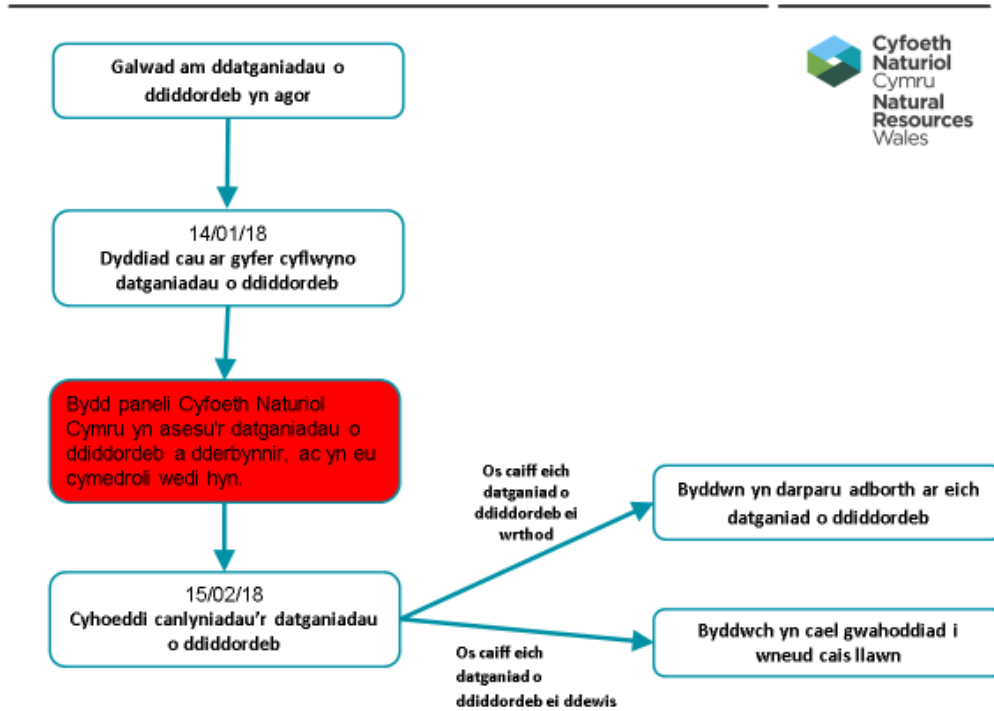 Galwad am ddatganiadau o
ddiddordeb yn agor
Cyfoeth
Naturiol
Cymru
Natural
Resources
Wales
14/01/18
Dyddiad cau ar gyfer cyflwyno
datganiadau o ddiddordeb
Bydd paneli Cyfoeth Naturiol
Cymru yn asesu'r datganiadau o
ddiddordeb a dderbynnir, ac yn eu
cymedroli wedi hyn.
Os caiff eich
datganiad o
ddiddordeb ei
wrthod
Byddwn yn darparu adborth ar eich
datganiad o ddiddordeb
15/02/18
Cyhoeddi canlyniadau’r datganiadau
o ddiddordeb
Os caiff eich
datganiad o
ddiddordeb ei ddewis
Byddwch yn cael gwahoddiad i
wneud cais llawn